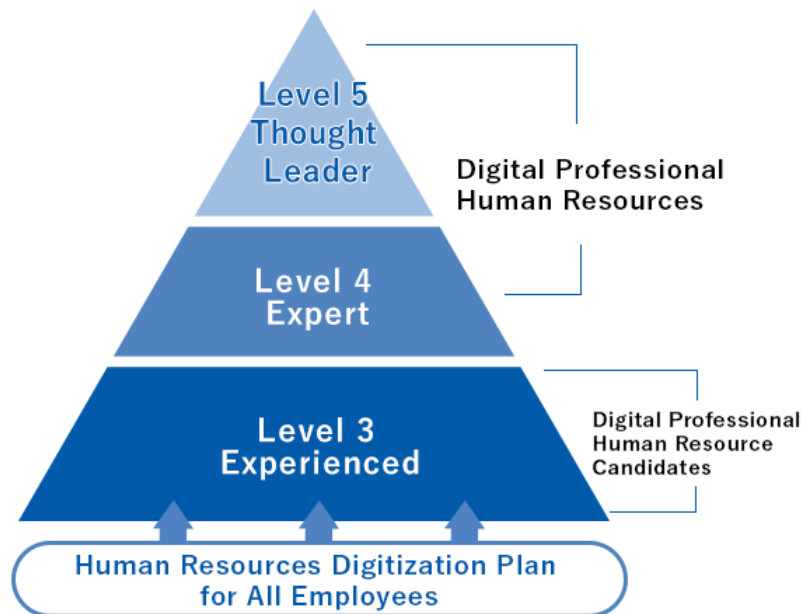 Level 5
Thought
Leader
Digital Professional
Human Resources
Level 4
Expert
Level 3
Experienced
Digital Professional
Human Resource
Candidates
Human Resources Digitization Plan
for All Employees